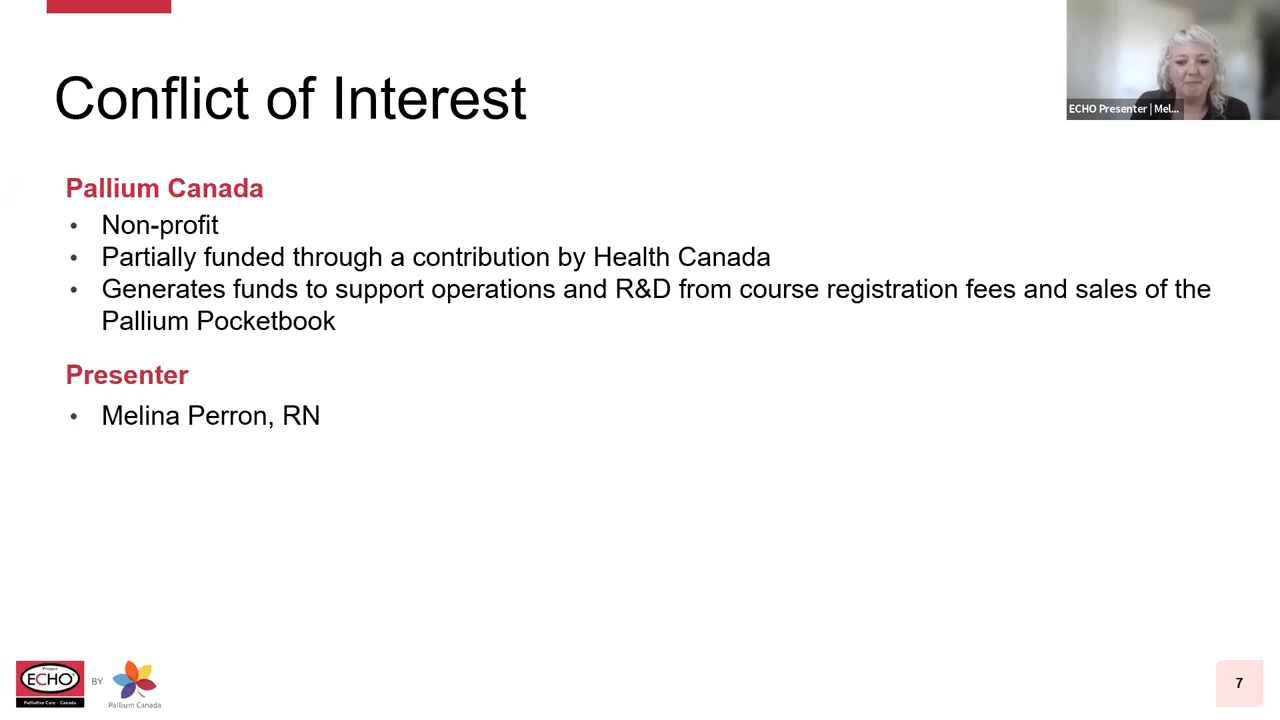 Conflict of Interest
ECHO Presenter | Mel...
Pallium Canada
• Non-profit
• Partially funded through a contribution by Health Canada
• Generates funds to support operations and R&D from course registration fees and sales of the
Pallium Pocketbook
Presenter
• Melina Perron, RN
Project
ECHO®
Palliative Care - Canada
BY
Pallium Canada
7